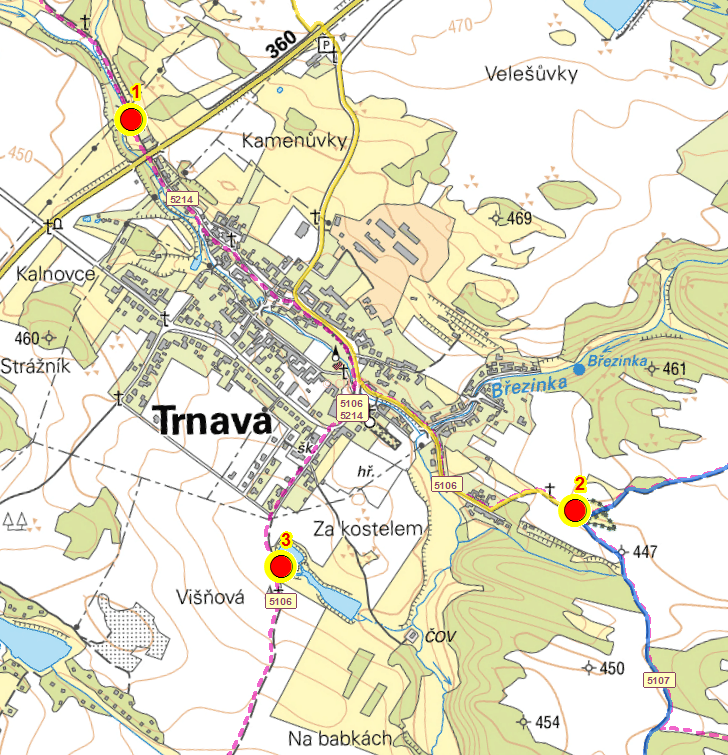 470
360
P
Velešůvky
1
Kamenůvky
450
5214
469
Kalnovce
460
Strážník
Březinka
461
Březinka
5106
5214
Trnava
šk.
hř.
5106
2
Za kostelem
3
447
Višňová
5106
ČOV
450
5107
454
Na babkách